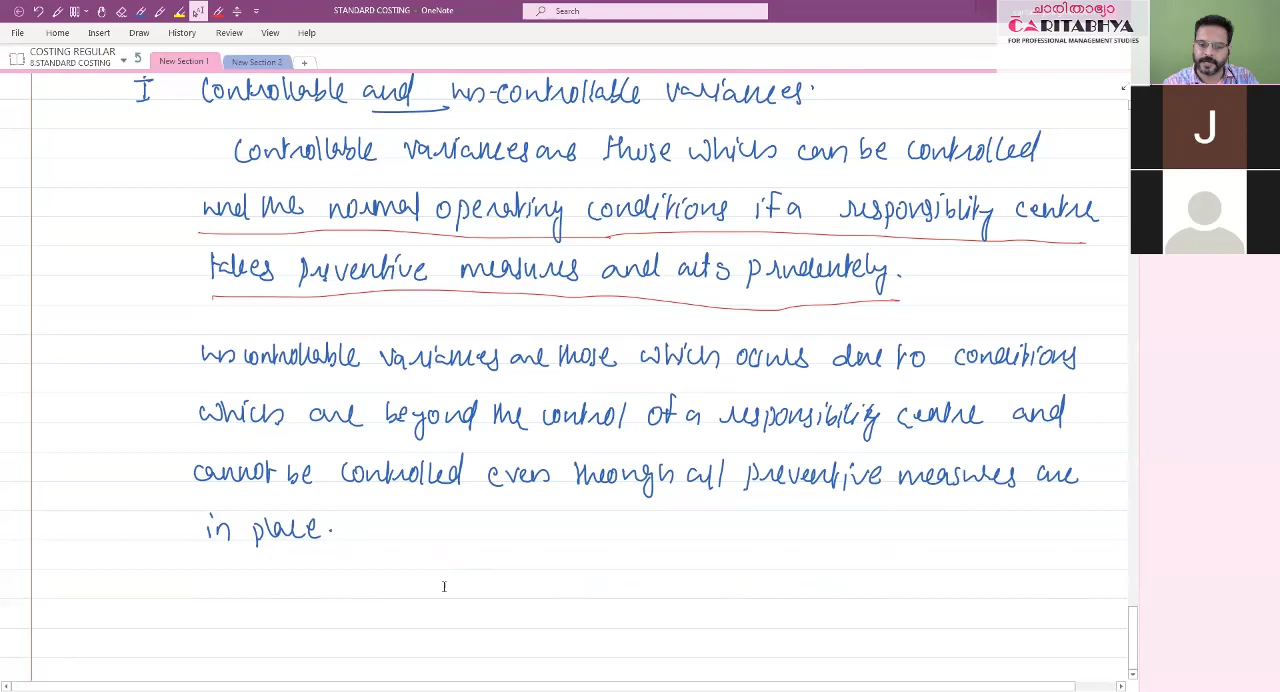 STANDARD COSTING - OneNote
Search
File Home Insert Draw History Review View Help
COSTING REGULAR
8.STANDARD COSTING
New Section 1 New Section 2 +
ചാരിതാഭ്യാ
CARITABHYA
FOR PROFESSIONAL MANAGEMENT STUDIES
I Controllable and un-controllable variances.
Controllable variances are those which can be controlled
under the normal operating conditions if a responsiblity centre
takes preventive measures and acts prudentely.
uncontrollable variances are those which occurs due to conditions
which are beyond the control of a responsibility centre and
cannot be controlled even though all preventive measures are
in place.
J